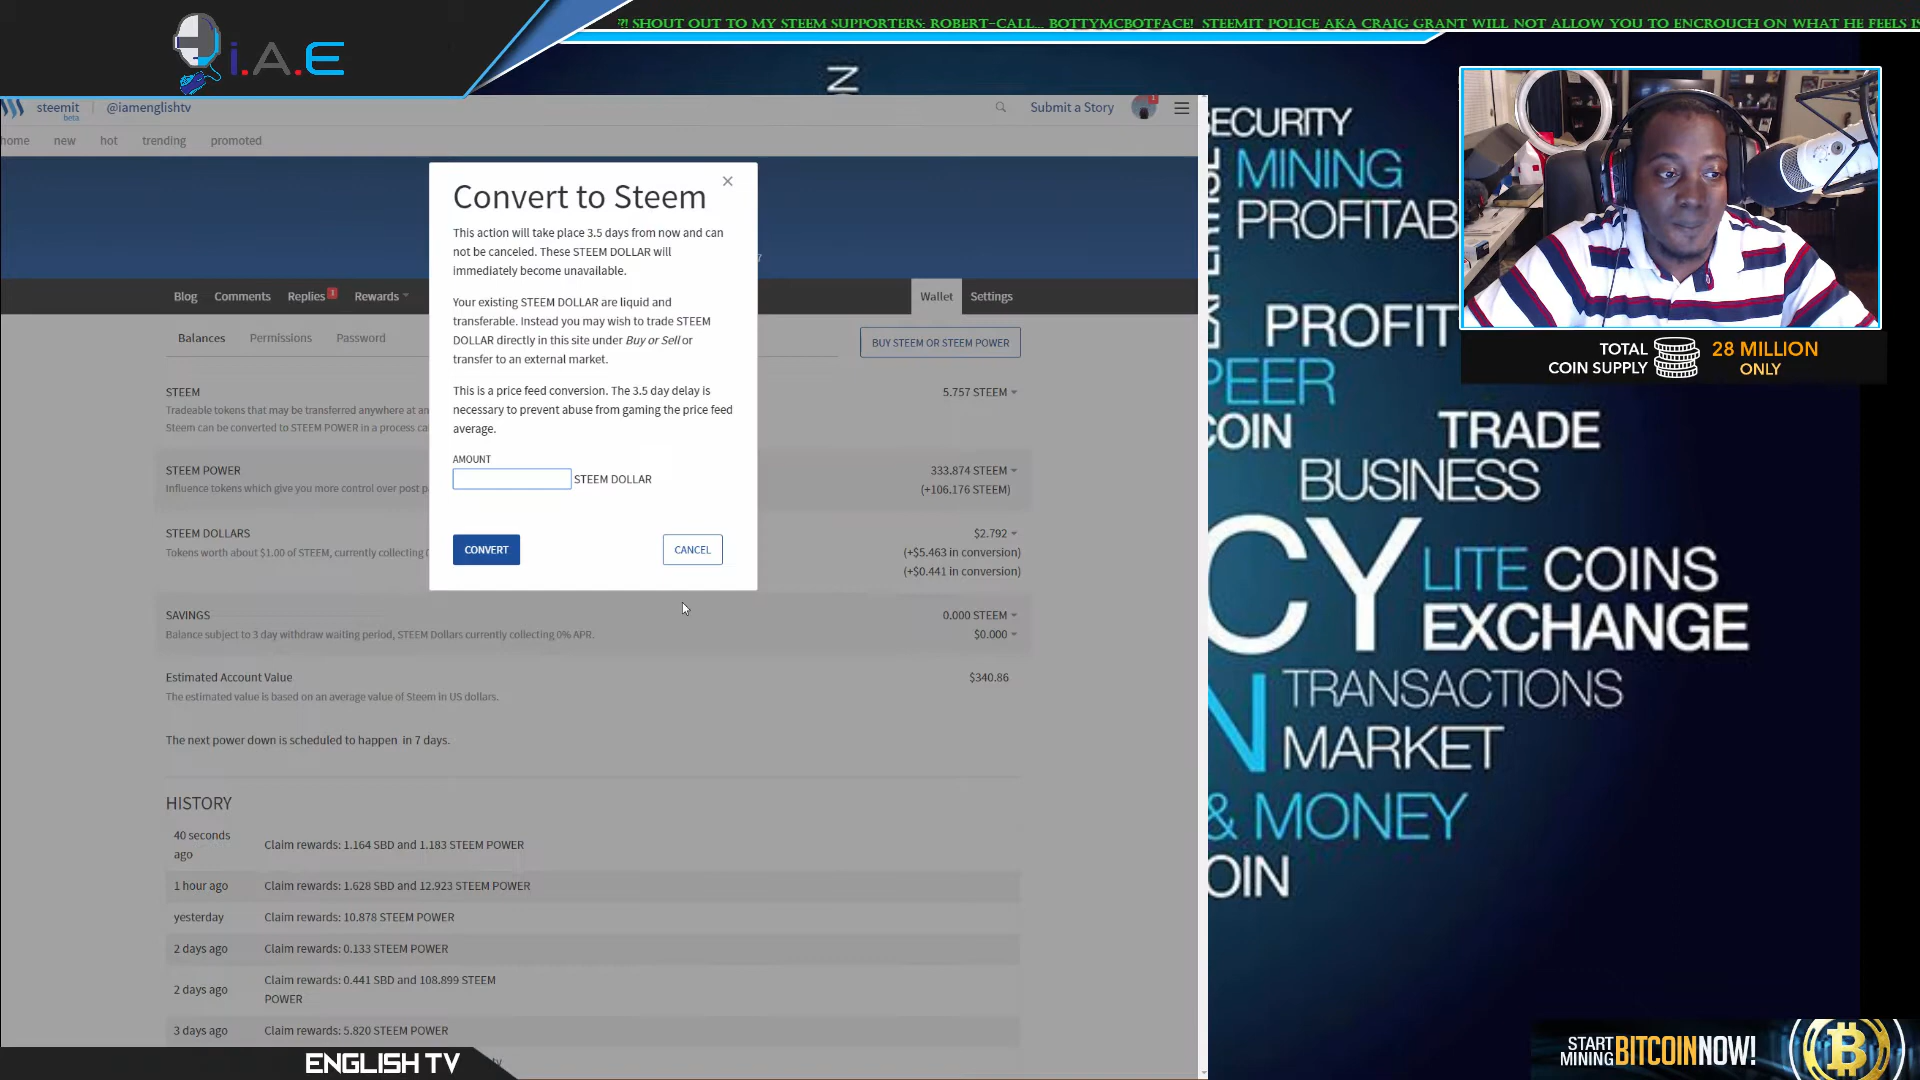 ?! SHOUT OUT TO MY STEEM SUPPORTERS: ROBERT-CALL... BOTTYMCBOTFACE! STEEMIT POLICE AKA CRAIG GRANT WILL NOT ALLOW YOU TO ENCROUCH ON WHAT HE FEELS IS
i.A.E
steemit
beta
@iamenglishtv
Submit a Story
1
home
new
hot
trending
promoted
Convert to Steem
This action will take place 3.5 days from now and can
not be canceled. These STEEM DOLLAR will
immediately become unavailable.
Your existing STEEM DOLLAR are liquid and
transferable. Instead you may wish to trade STEEM
DOLLAR directly in this site under Buy or Sell or
transfer to an external market.
This is a price feed conversion. The 3.5 day delay is
necessary to prevent abuse from gaming the price feed
average.
AMOUNT
STEEM DOLLAR
CONVERT
CANCEL
Blog
Comments
Replies 1
Rewards
Wallet
Settings
Balances
Permissions
Password
BUY STEEM OR STEEM POWER
STEEM
5.757 STEEM
Tradeable tokens that may be transferred anywhere at an
Steem can be converted to STEEM POWER in a process ca
STEEM POWER
333.874 STEEM
Influence tokens which give you more control over post p
(+106.176 STEEM)
STEEM DOLLARS
$2.792
Tokens worth about $1.00 of STEEM, currently collecting
(+$5.463 in conversion)
(+$0.441 in conversion)
SAVINGS
0.000 STEEM
Balance subject to 3 day withdraw waiting period, STEEM Dollars currently collecting 0% APR.
$0.000
Estimated Account Value
$340.86
The estimated value is based on an average value of Steem in US dollars.
The next power down is scheduled to happen in 7 days.
HISTORY
40 seconds
ago
Claim rewards: 1.164 SBD and 1.183 STEEM POWER
1 hour ago
Claim rewards: 1.628 SBD and 12.923 STEEM POWER
yesterday
Claim rewards: 10.878 STEEM POWER
2 days ago
Claim rewards: 0.133 STEEM POWER
2 days ago
Claim rewards: 0.441 SBD and 108.899 STEEM
POWER
3 days ago
Claim rewards: 5.820 STEEM POWER
ENGLISH TV
N
SECURITY
MINING
PROFITAB
PROFIT
PEER
COIN
TRADE
BUSINESS
CY
LITE COINS
EXCHANGE
N
TRANSACTIONS
MARKET
& MONEY
COIN
TOTAL
COIN SUPPLY
28 MILLION
ONLY
START
MINING BITCOIN NOW!